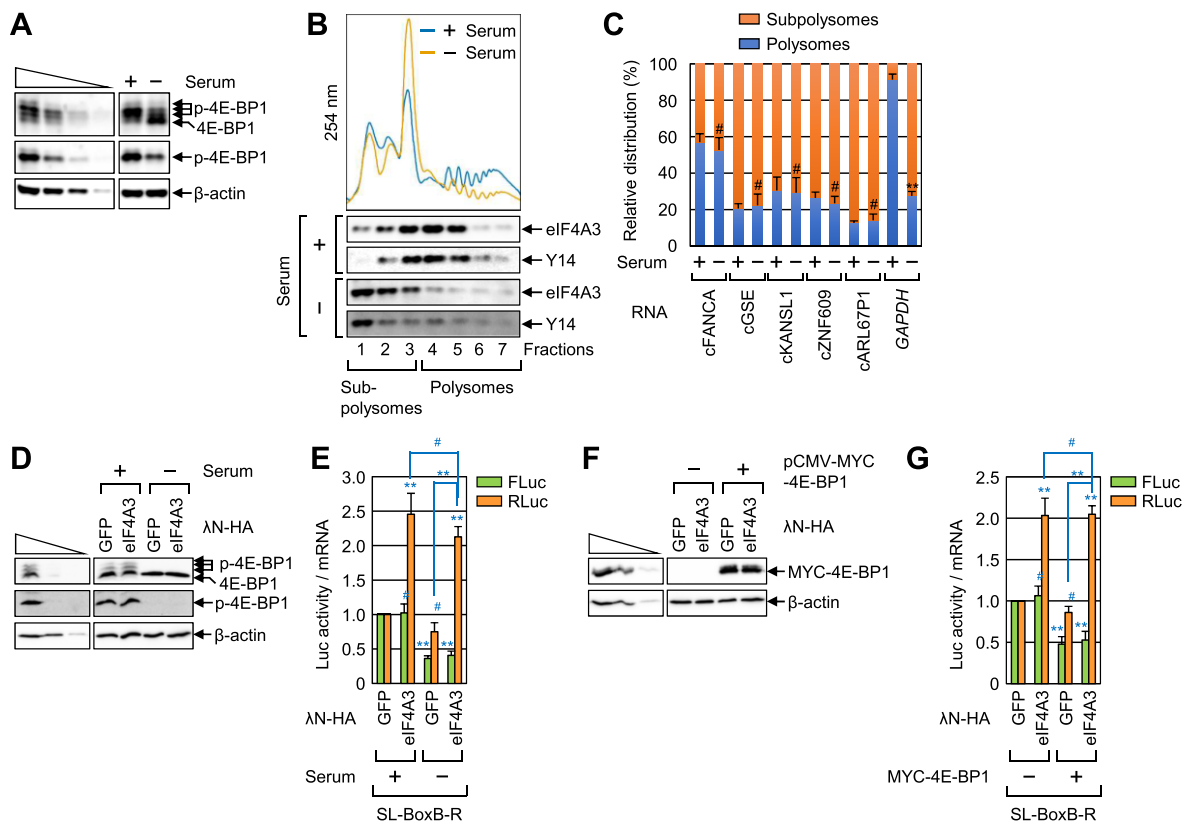 A
+ − Serum
p-4E-BP1
4E-BP1
p-4E-BP1
β-actin
B
+ Serum
− Serum
254 nm
Serum
+
−
eIF4A3
Y14
eIF4A3
Y14
1 2 3 4 5 6 7 Fractions
Sub-
polysomes
Polysomes
C
Subpolysomes
Polysomes
Relative distribution (%)
100
80
60
40
20
0
# # # # # **
Serum + − + − + − + − + − + −
RNA
cFANCA
cGSE
cKANSL1
cZNF609
cARL67P1
GAPDH
D
+ − Serum
GFP eIF4A3 GFP eIF4A3 λN-HA
p-4E-BP1
4E-BP1
p-4E-BP1
β-actin
E
FLuc
RLuc
Luc activity / mRNA
3.0
2.5
2.0
1.5
1.0
0.5
0
#
**
** **
# #
** **
λN-HA GFP eIF4A3 GFP eIF4A3
Serum + −
SL-BoxB-R
F
− + pCMV-MYC
-4E-BP1
GFP eIF4A3 GFP eIF4A3 λN-HA
MYC-4E-BP1
β-actin
G
FLuc
RLuc
Luc activity / mRNA
2.5
2.0
1.5
1.0
0.5
0
#
**
** **
# #
** **
λN-HA GFP eIF4A3 GFP eIF4A3
MYC-4E-BP1 − +
SL-BoxB-R